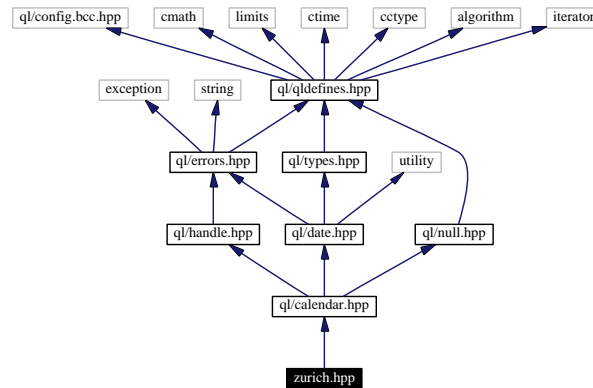 ql/config.bcc.hpp cmath limits ctime cctype algorithm iterator
exception string ql/qldefines.hpp
ql/errors.hpp ql/types.hpp utility
ql/handle.hpp ql/date.hpp ql/null.hpp
ql/calendar.hpp
zurich.hpp